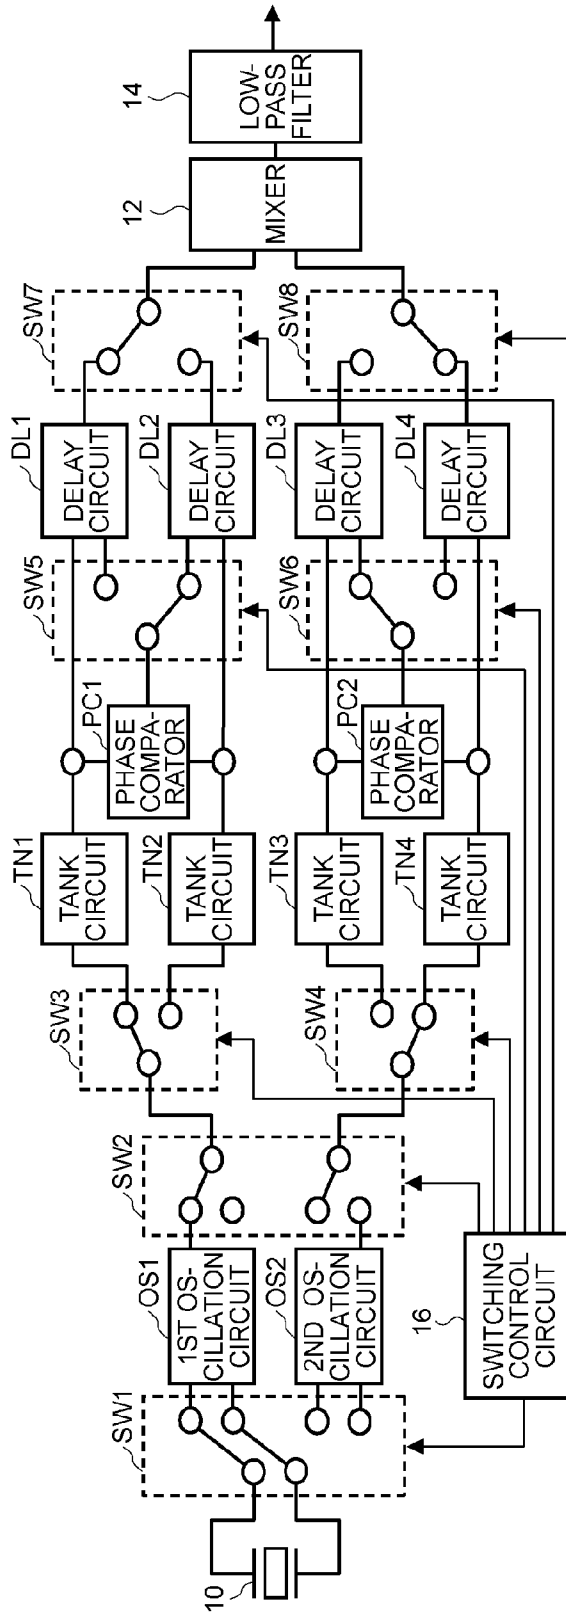 10
SW1
OS1
1ST OS-
CILLATION
CIRCUIT
OS2
2ND OS-
CILLATION
CIRCUIT
SW2
SW3
SW4
TN1
TANK
CIRCUIT
TN2
TANK
CIRCUIT
TN3
TANK
CIRCUIT
TN4
TANK
CIRCUIT
PC1
PHASE
COMPA-
RATOR
PC2
PHASE
COMPA-
RATOR
SW5
SW6
DL1
DELAY
CIRCUIT
DL2
DELAY
CIRCUIT
DL3
DELAY
CIRCUIT
DL4
DELAY
CIRCUIT
SW7
SW8
12
MIXER
14
LOW-
PASS
FILTER
16
SWITCHING
CONTROL
CIRCUIT